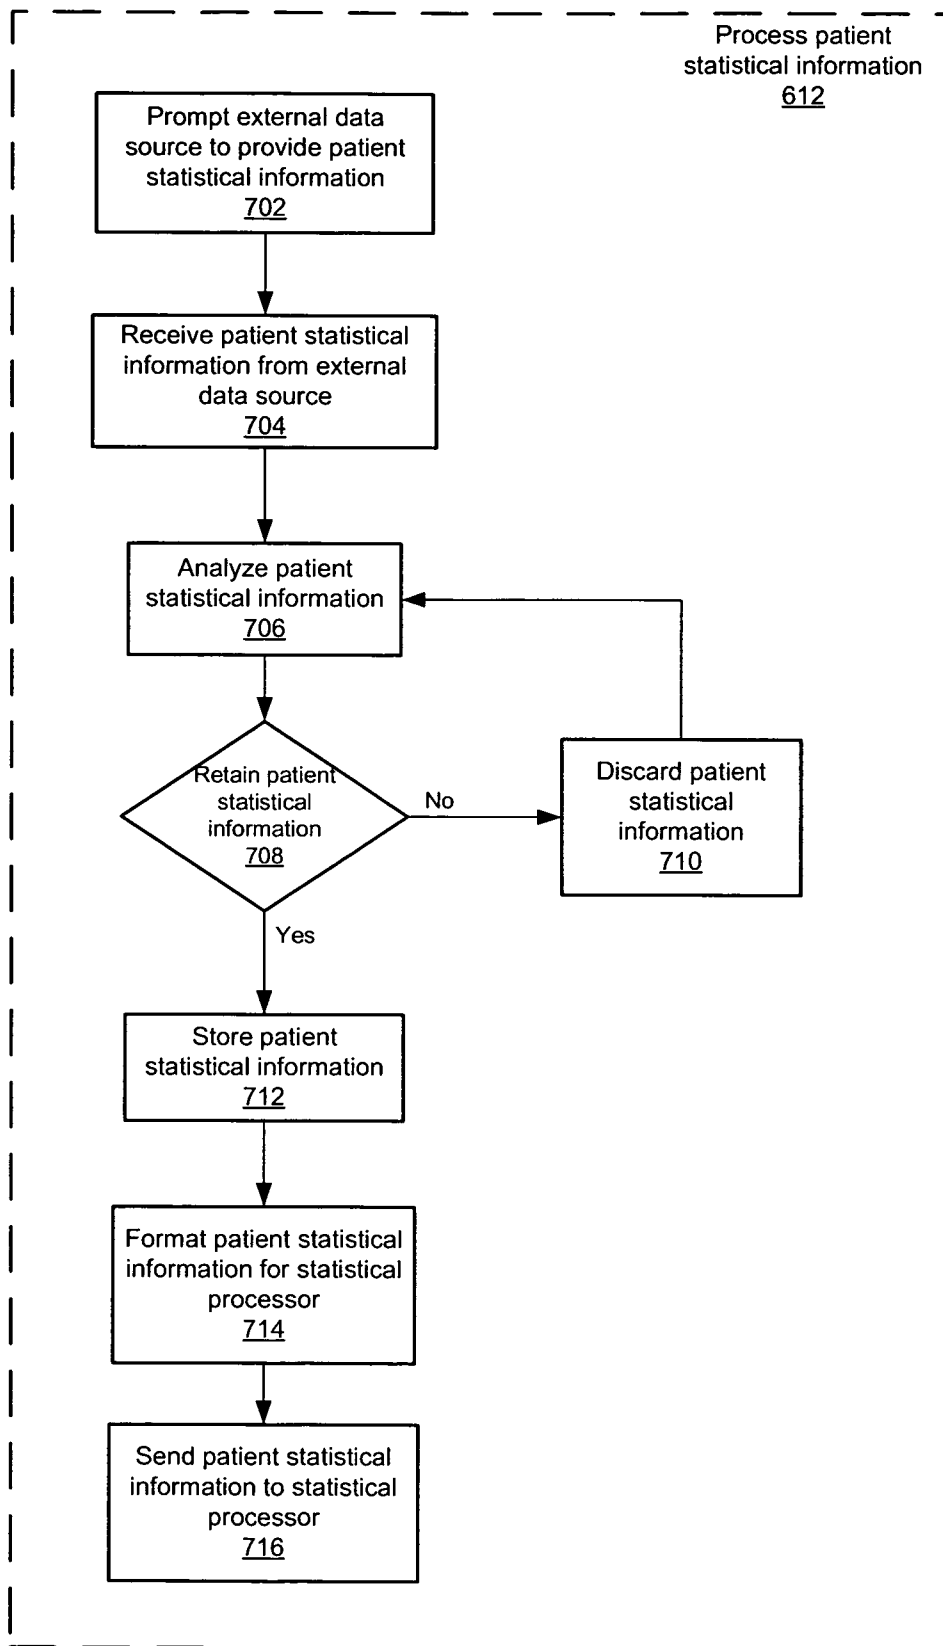 Process patient
statistical information
612
Prompt external data
source to provide patient
statistical information
702
Receive patient statistical
information from external
data source
704
Analyze patient
statistical information
706
Retain patient
statistical
information
708
No
Discard patient
statistical
information
710
Yes
Store patient
statistical information
712
Format patient statistical
information for statistical
processor
714
Send patient statistical
information to statistical
processor
716